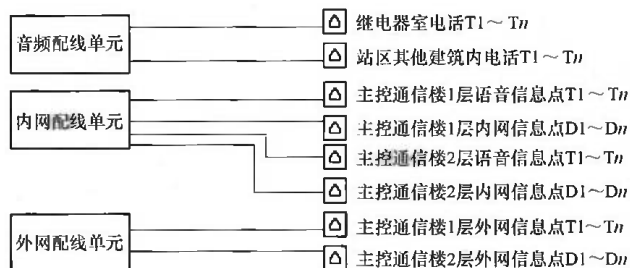 音频配线单元
继电器室电话T1～Tn
站区其他建筑内电话T1～Tn
内网配线单元
主控通信楼1层语音信息点T1～Tn
主控通信楼1层内网信息点D1～Dn
主控通信楼2层语音信息点T1～Tn
主控通信楼2层内网信息点D1～Dn
外网配线单元
主控通信楼1层外网信息点T1～Tn
主控通信楼2层外网信息点D1～Dn